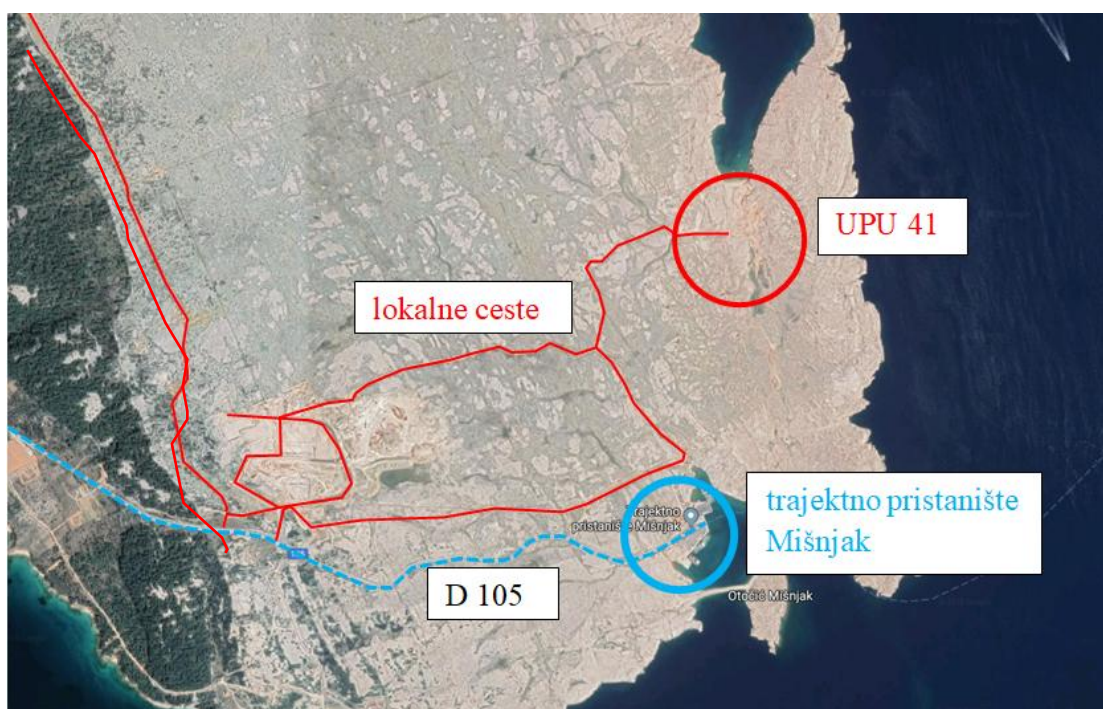 UPU 41
lokalne ceste
trajektno
pristanište Mišnjak
trajektno pristanište
Mišnjak
D 105
Otočić Mišnjak